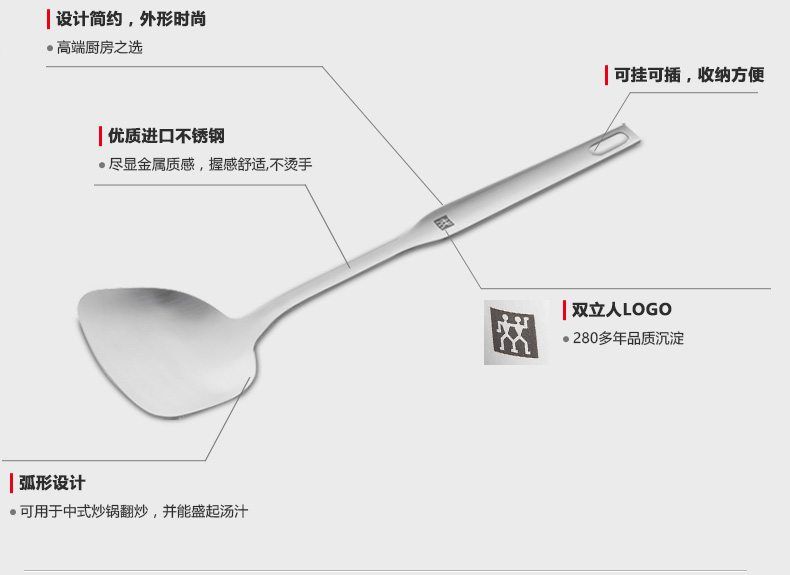 设计简约，外形时尚
高端厨房之选
可挂可插，收纳方便
优质进口不锈钢
尽显金属质感，握感舒适,不烫手
双立人LOGO
280多年品质沉淀
弧形设计
可用于中式炒锅翻炒，并能盛起汤汁